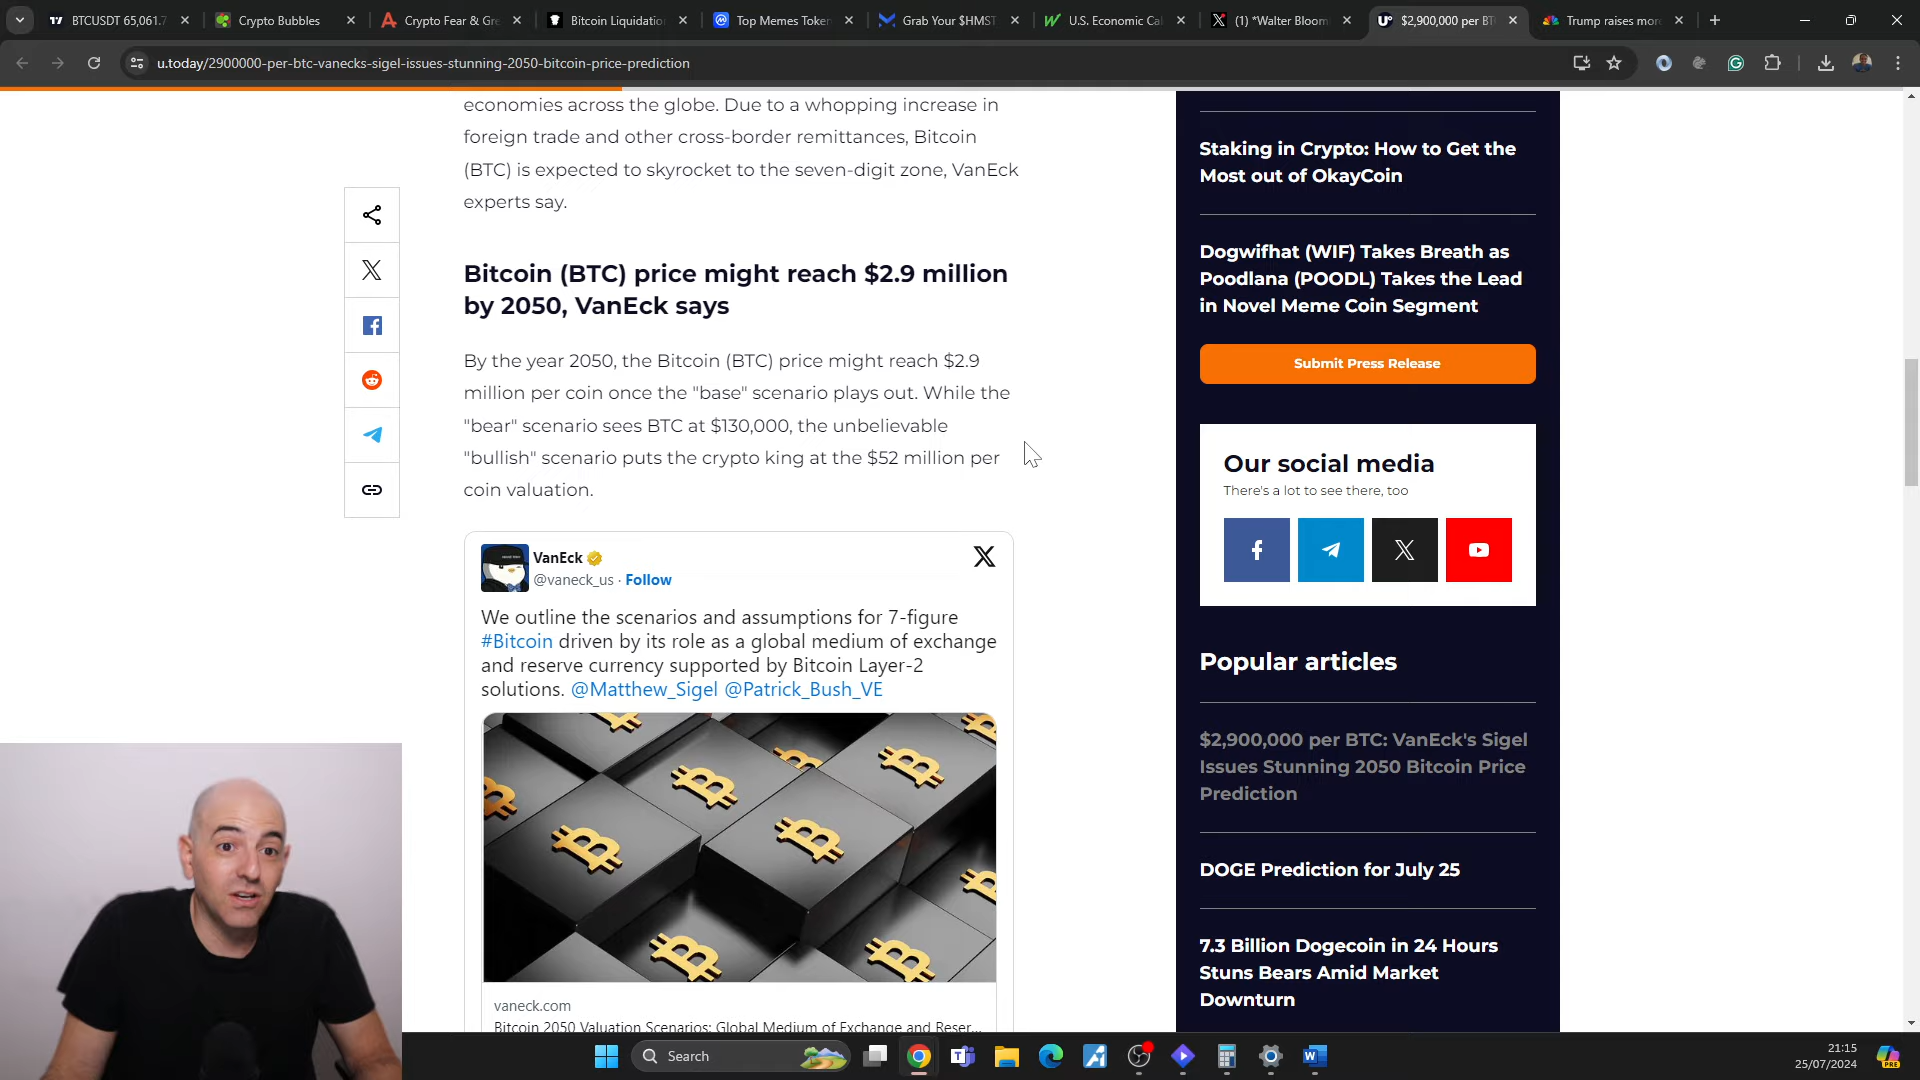 BTCUSDT 65,061.7
Crypto Bubbles
Crypto Fear & Gre
Bitcoin Liquidation
Top Memes Token
Grab Your $HMST
U.S. Economic Cal
(1) *Walter Bloom
$2,900,000 per BT
Trump raises more
u.today/2900000-per-btc-vanecks-sigel-issues-stunning-2050-bitcoin-price-prediction
economies across the globe. Due to a whopping increase in
foreign trade and other cross-border remittances, Bitcoin
(BTC) is expected to skyrocket to the seven-digit zone, VanEck
experts say.
Bitcoin (BTC) price might reach $2.9 million
by 2050, VanEck says
By the year 2050, the Bitcoin (BTC) price might reach $2.9
million per coin once the "base" scenario plays out. While the
"bear" scenario sees BTC at $130,000, the unbelievable
"bullish" scenario puts the crypto king at the $52 million per
coin valuation.
VanEck
@vaneck_us · Follow
We outline the scenarios and assumptions for 7-figure
#Bitcoin driven by its role as a global medium of exchange
and reserve currency supported by Bitcoin Layer-2
solutions. @Matthew_Sigel @Patrick_Bush_VE
vaneck.com
Bitcoin 2050 Valuation Scenarios: Global Medium of Exchange and Reser...
Staking in Crypto: How to Get the
Most out of OkayCoin
Dogwifhat (WIF) Takes Breath as
Poodlana (POODL) Takes the Lead
in Novel Meme Coin Segment
Submit Press Release
Our social media
There's a lot to see there, too
Popular articles
$2,900,000 per BTC: VanEck's Sigel
Issues Stunning 2050 Bitcoin Price
Prediction
DOGE Prediction for July 25
7.3 Billion Dogecoin in 24 Hours
Stuns Bears Amid Market
Downturn
Search
21:15
25/07/2024